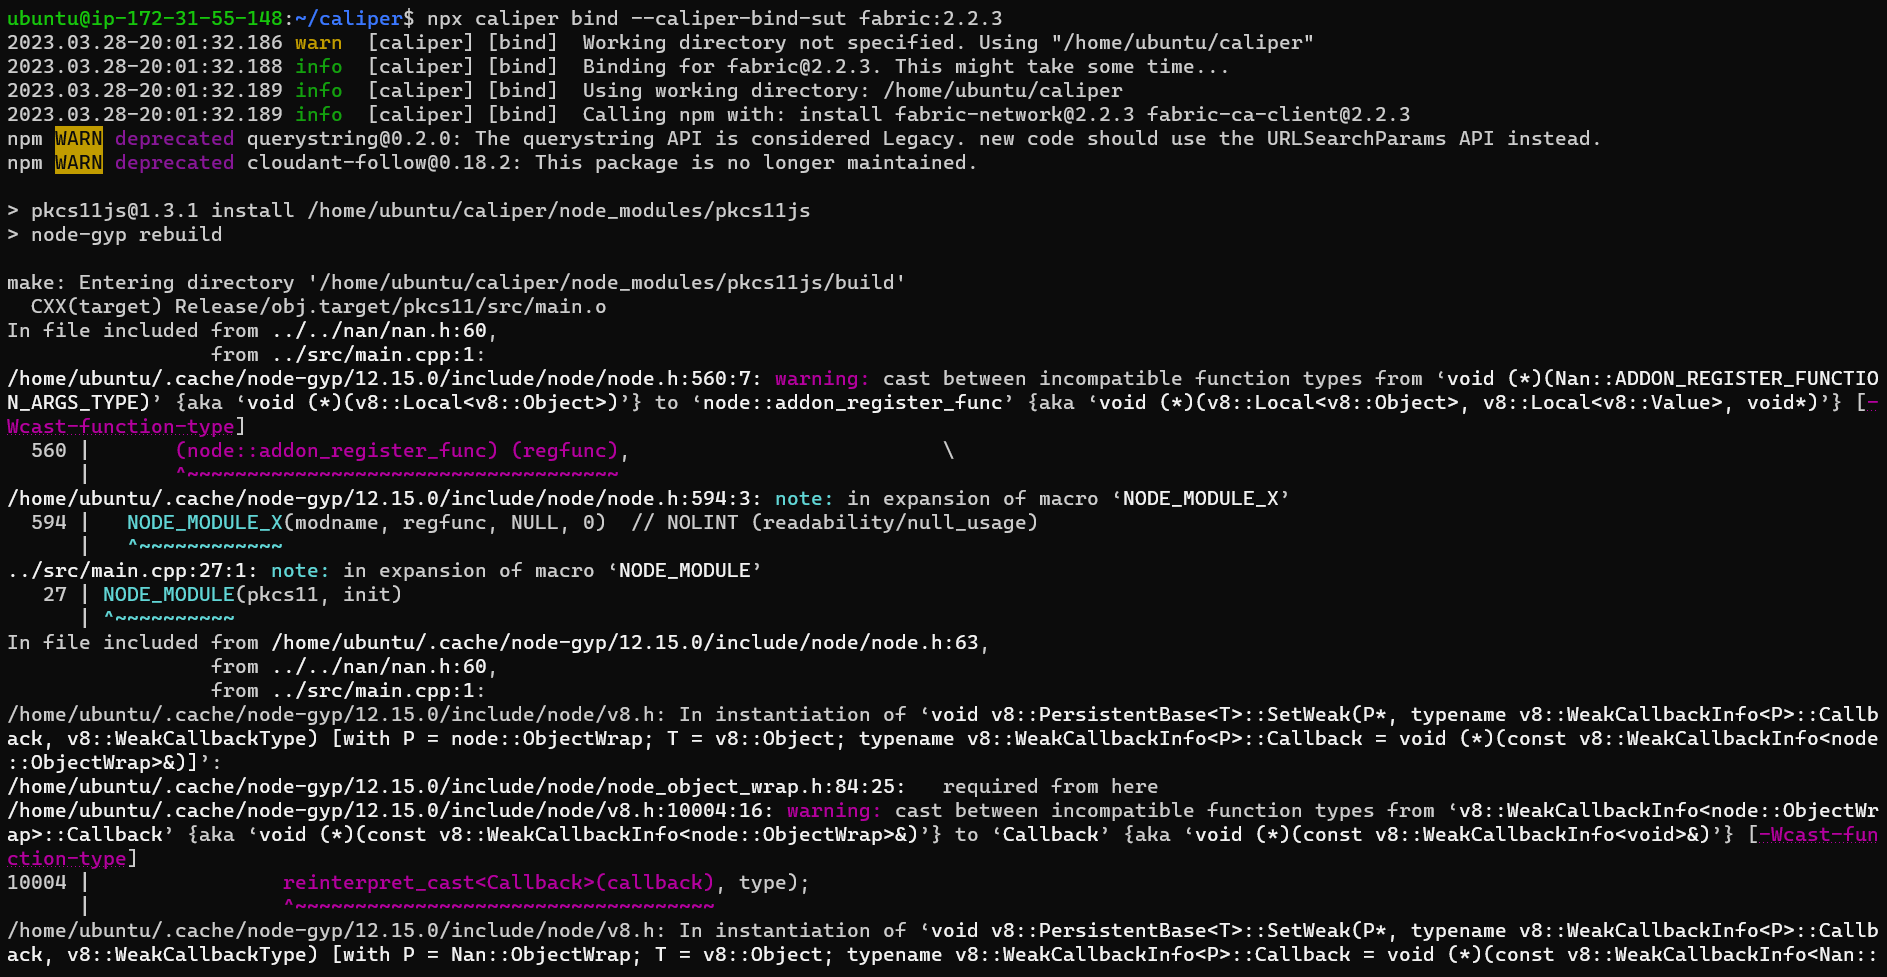 ubuntu@ip-172-31-55-148:~/caliper$ npx caliper bind --caliper-bind-sut fabric:2.2.3
2023.03.28-20:01:32.186 warn  [caliper] [bind]  Working directory not specified. Using "/home/ubuntu/caliper"
2023.03.28-20:01:32.188 info  [caliper] [bind]  Binding for fabric@2.2.3. This might take some time...
2023.03.28-20:01:32.189 info  [caliper] [bind]  Using working directory: /home/ubuntu/caliper
2023.03.28-20:01:32.189 info  [caliper] [bind]  Calling npm with: install fabric-network@2.2.3 fabric-ca-client@2.2.3
npm WARN deprecated querystring@0.2.0: The querystring API is considered Legacy. new code should use the URLSearchParams API instead.
npm WARN deprecated cloudant-follow@0.18.2: This package is no longer maintained.

> pkcs11js@1.3.1 install /home/ubuntu/caliper/node_modules/pkcs11js
> node-gyp rebuild

make: Entering directory '/home/ubuntu/caliper/node_modules/pkcs11js/build'
  CXX(target) Release/obj.target/pkcs11/src/main.o
In file included from ../../nan/nan.h:60,
                 from ../src/main.cpp:1:
/home/ubuntu/.cache/node-gyp/12.15.0/include/node/node.h:560:7: warning: cast between incompatible function types from ‘void (*)(Nan::ADDON_REGISTER_FUNCTIO
N_ARGS_TYPE)’ {aka ‘void (*)(v8::Local<v8::Object>)’} to ‘node::addon_register_func’ {aka ‘void (*)(v8::Local<v8::Object>, v8::Local<v8::Value>, void*)’} [-
Wcast-function-type]
  560 |       (node::addon_register_func) (regfunc),                          \
      |       ^~~~~~~~~~~~~~~~~~~~~~~~~~~~~~~~~~~~~
/home/ubuntu/.cache/node-gyp/12.15.0/include/node/node.h:594:3: note: in expansion of macro ‘NODE_MODULE_X’
  594 |   NODE_MODULE_X(modname, regfunc, NULL, 0)  // NOLINT (readability/null_usage)
      |   ^~~~~~~~~~~~~
../src/main.cpp:27:1: note: in expansion of macro ‘NODE_MODULE’
   27 | NODE_MODULE(pkcs11, init)
      | ^~~~~~~~~~~
In file included from /home/ubuntu/.cache/node-gyp/12.15.0/include/node/node.h:63,
                 from ../../nan/nan.h:60,
                 from ../src/main.cpp:1:
/home/ubuntu/.cache/node-gyp/12.15.0/include/node/v8.h: In instantiation of ‘void v8::PersistentBase<T>::SetWeak(P*, typename v8::WeakCallbackInfo<P>::Callb
ack, v8::WeakCallbackType) [with P = node::ObjectWrap; T = v8::Object; typename v8::WeakCallbackInfo<P>::Callback = void (*)(const v8::WeakCallbackInfo<node
::ObjectWrap>&)]’:
/home/ubuntu/.cache/node-gyp/12.15.0/include/node/node_object_wrap.h:84:25:   required from here
/home/ubuntu/.cache/node-gyp/12.15.0/include/node/v8.h:10004:16: warning: cast between incompatible function types from ‘v8::WeakCallbackInfo<node::ObjectWr
ap>::Callback’ {aka ‘void (*)(const v8::WeakCallbackInfo<node::ObjectWrap>&)’} to ‘Callback’ {aka ‘void (*)(const v8::WeakCallbackInfo<void>&)’} [-Wcast-fun
ction-type]
10004 |                reinterpret_cast<Callback>(callback), type);
      |                ^~~~~~~~~~~~~~~~~~~~~~~~~~~~~~~~~~~~
/home/ubuntu/.cache/node-gyp/12.15.0/include/node/v8.h: In instantiation of ‘void v8::PersistentBase<T>::SetWeak(P*, typename v8::WeakCallbackInfo<P>::Callb
ack, v8::WeakCallbackType) [with P = Nan::ObjectWrap; T = v8::Object; typename v8::WeakCallbackInfo<P>::Callback = void (*)(const v8::WeakCallbackInfo<Nan::